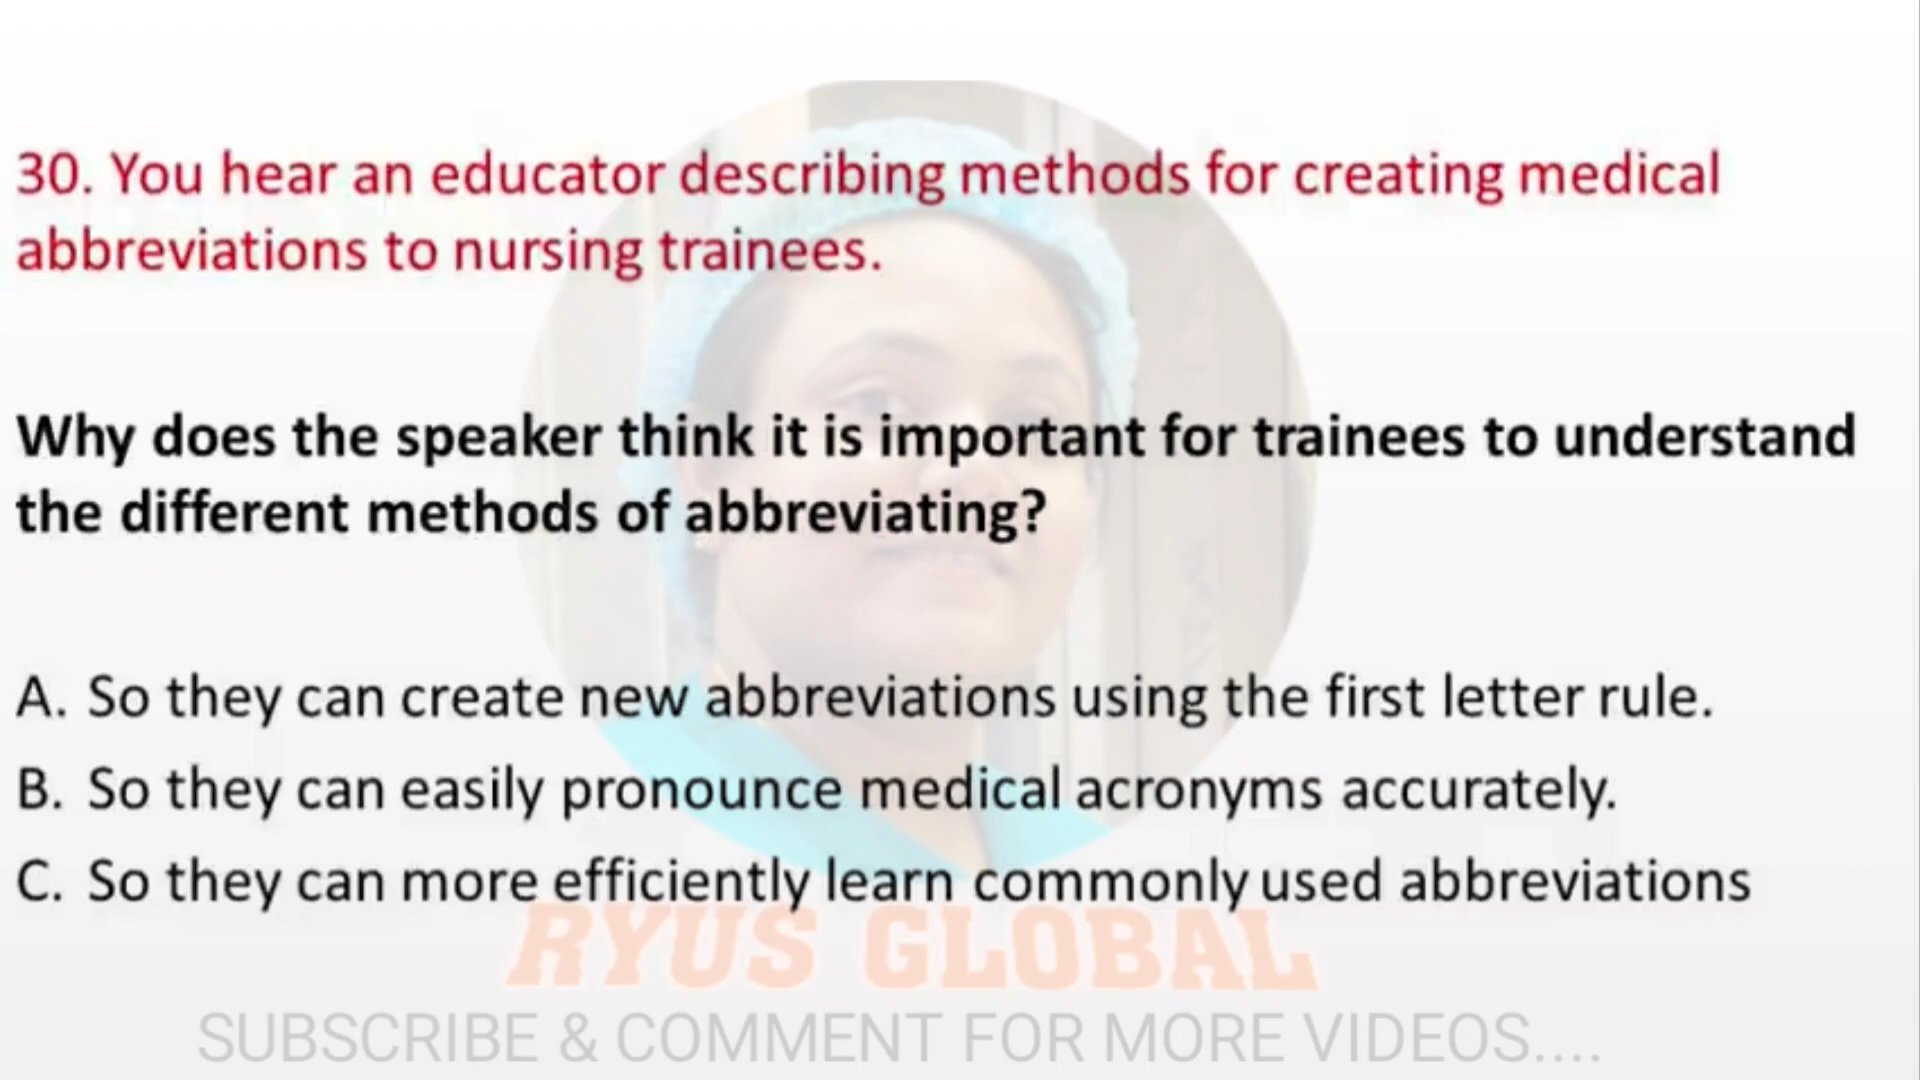 30. You hear an educator describing methods for creating medical
abbreviations to nursing trainees.
Why does the speaker think it is important for trainees to understand
the different methods of abbreviating?
A. So they can create new abbreviations using the first letter rule.
B. So they can easily pronounce medical acronyms accurately.
C. So they can more efficiently learn commonly used abbreviations
RYUS GLOBAL
SUBSCRIBE & COMMENT FOR MORE VIDEOS....